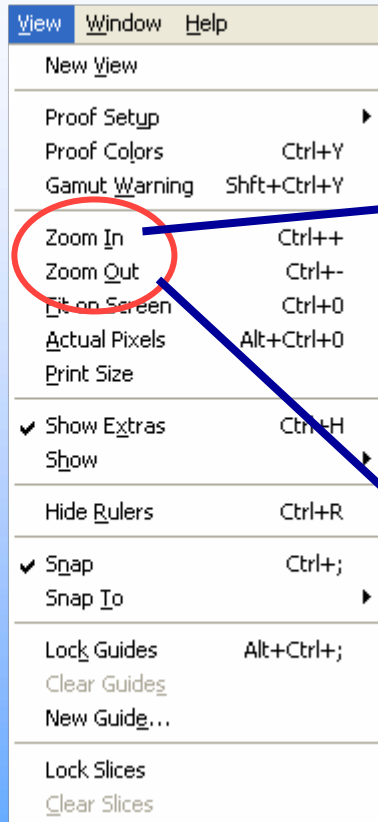 View Window Help
New View
Proof Setup
Proof Colors Ctrl+Y
Gamut Warning Shft+Ctrl+Y
Zoom In Ctrl++
Zoom Out Ctrl+-
Fit on Screen Ctrl+0
Actual Pixels Alt+Ctrl+0
Print Size
Show Extras Ctrl+H
Show
Hide Rulers Ctrl+R
Snap Ctrl+;
Snap To
Lock Guides Alt+Ctrl+;
Clear Guides
New Guide...
Lock Slices
Clear Slices